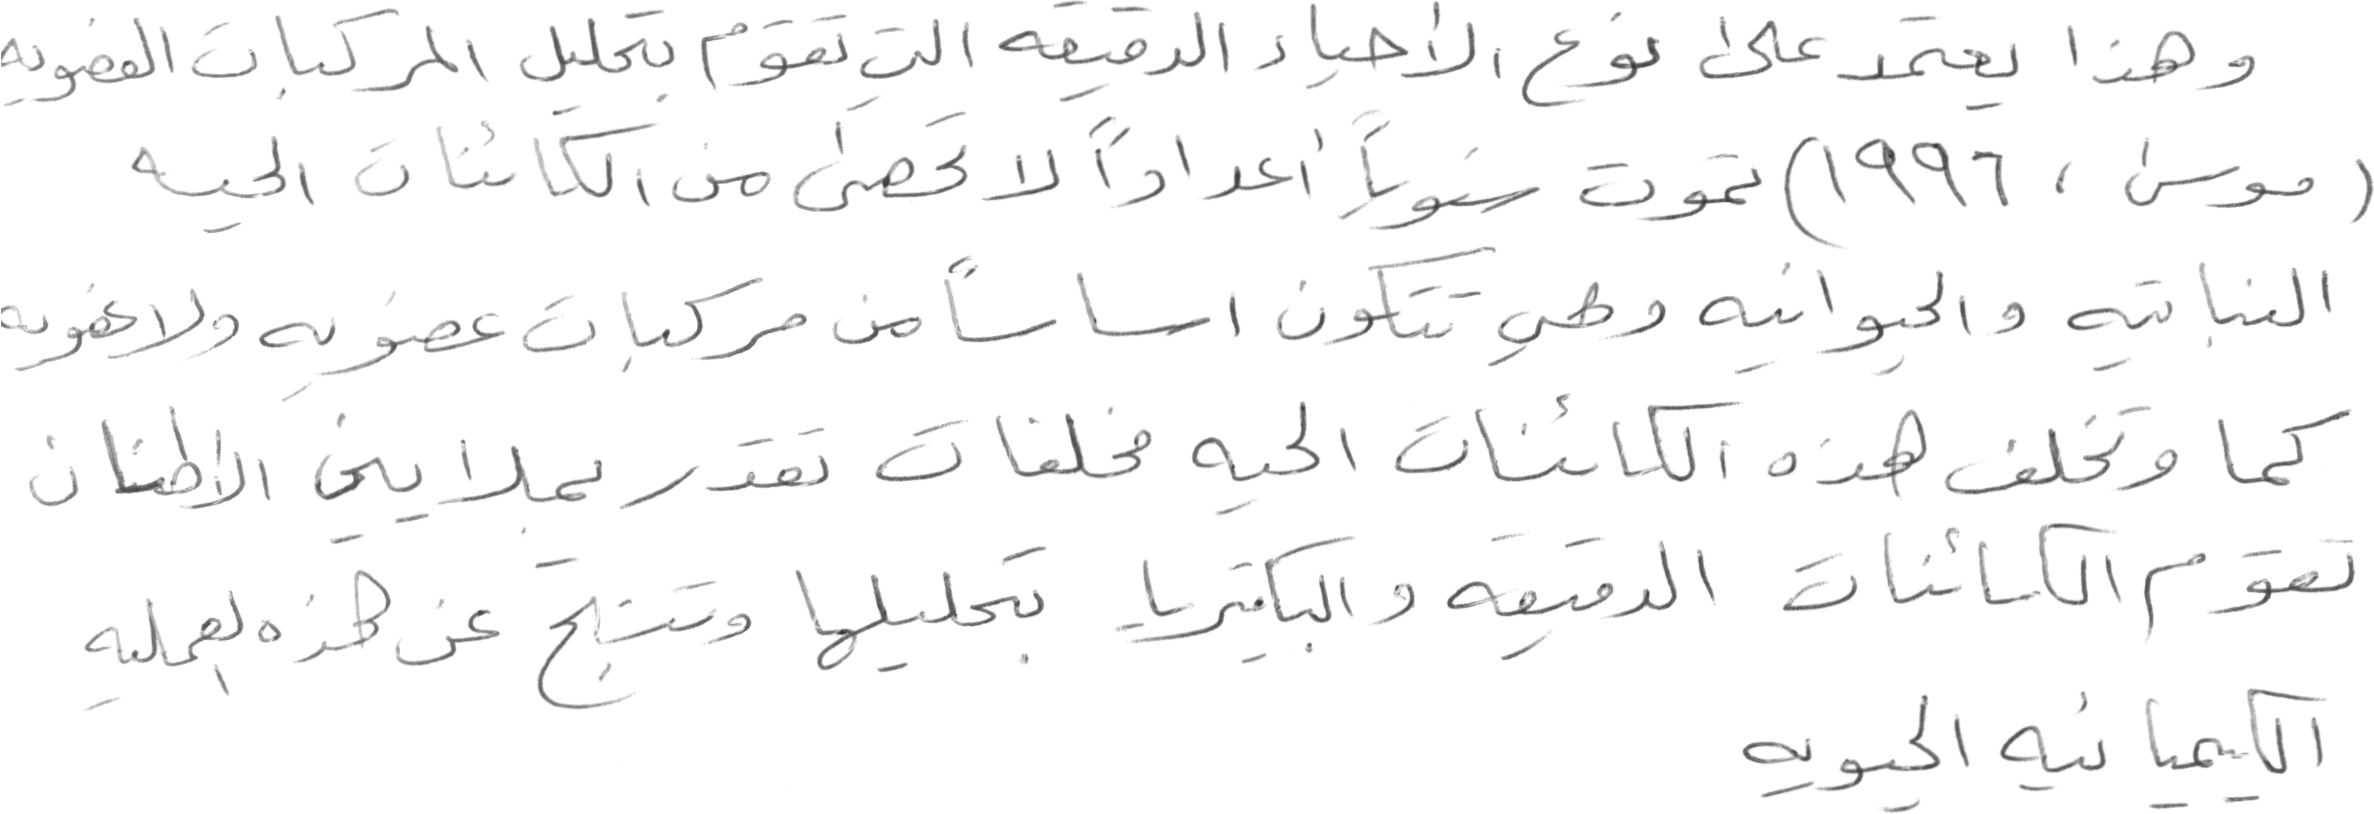 وهذا يعتمد على نوع الأحياء الدقيقه التي تقوم بتحليل المركبات العضويه
(موسى ، ١٩٩٦) تموت سنوياً أعداداً لا تحصى من الكائنات الحيه
النباتيه والحيوانيه وهي تتكون اساساً من مركبات عضويه ولاعضويه
كما وتخلف هذه الكائنات الحيه مخلفات تقدر بملايين الأطنان
تقوم الكائنات الدقيقه والبكتريا بتحليلها وتنتج عن هذه العمليه
الكيميائيه الحيويه